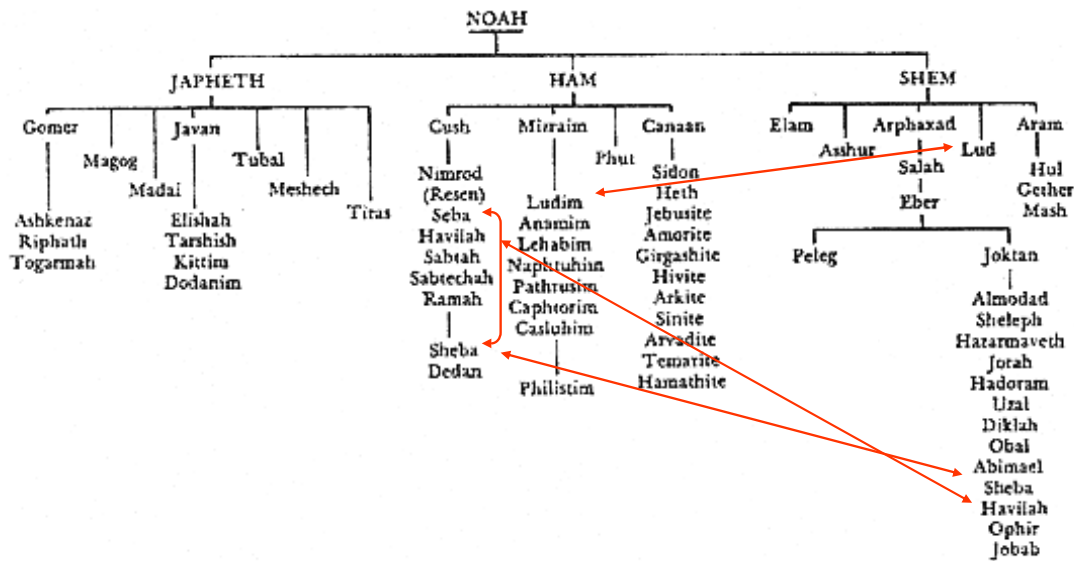 NOAH
JAPHETH HAM SHEM
Gomer Javan Cush Mizraim Canaan Elam Arphaxad Aram
Magog Tubal Phut Asshur Lud
Madai Meshech Salah
Tiras
Ashkenaz
Riphath
Togarmah
Elishah
Tarshish
Kittim
Dodanim
Nimrod
(Resen)
Seba
Havilah
Sabtah
Sabtechah
Ramah
Sheba
Dedan
Ludim
Anamim
Lehabim
Naphtuhim
Pathrusim
Caphtorim
Casluhim
Philistim
Sidon
Heth
Jebusite
Amorite
Girgashite
Hivite
Arkite
Sinite
Arvadite
Temarite
Hamathite
Eber
Hul
Gether
Mash
Peleg Joktan
Almodad
Sheleph
Hazarmaveth
Jorah
Hadoram
Uzal
Diklah
Obal
Abimael
Sheba
Havilah
Ophir
Jobab